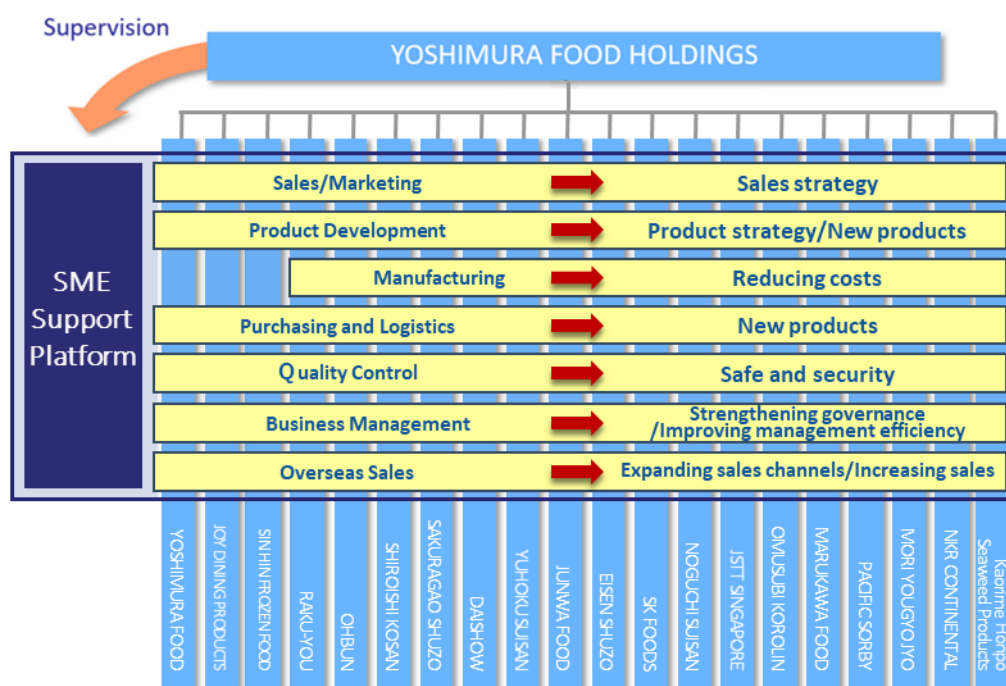 Supervision
YOSHIMURA FOOD HOLDINGS
SME
Support
Platform
Sales/Marketing
Sales strategy
Product Development
Product strategy/New products
Manufacturing
Reducing costs
Purchasing and Logistics
New products
Quality Control
Safe and security
Business Management
Strengthening governance
/Improving management efficiency
Overseas Sales
Expanding sales channels/Increasing sales
YOSHIMURA FOOD
JOY DINING PRODUCTS
SIN HIN FROZEN FOOD
RAKU-YOU
OHBUN
SHIROISHI KOSAN
SAKURAGAO SHUZO
DAISHOW
YUHOKU SUISAN
JUNWA FOOD
EISEN SHUZO
SK FOODS
NOGUCHI SUISAN
JSTT SINGAPORE
OMUSUBI KOROLIN
MARUKAWA FOOD
PACIFIC SORBY
MORI YOUGYO JYO
NKR CONTINENTAL
Kaorime Honpo
Seaweed Products